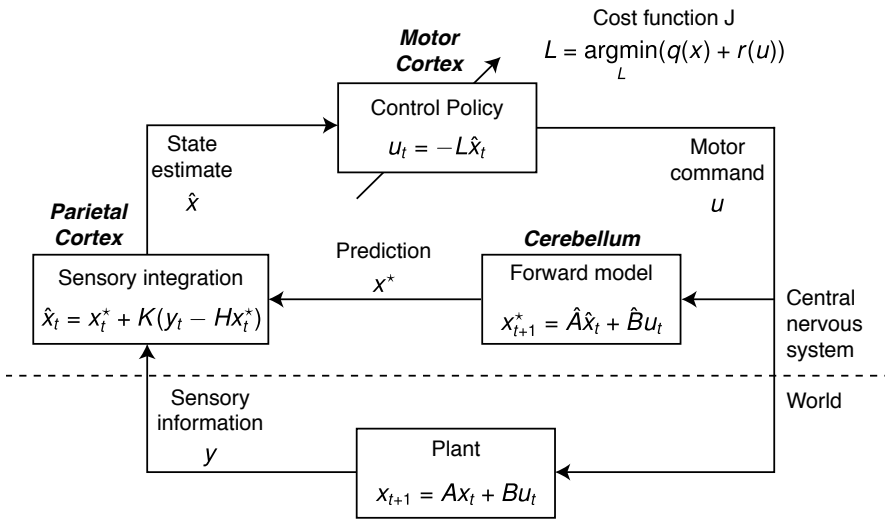 Cost function J
L = argmin(q(x) + r(u))
L
Motor
Cortex
Control Policy
u_t = −Lx̂_t
State
estimate
x̂
Motor
command
u
Parietal
Cortex
Sensory integration
x̂_t = x*_t + K(y_t − Hx*_t)
Prediction
x*
Cerebellum
Forward model
x*_{t+1} = Âx̂_t + B̂u_t
Central
nervous
system
World
Sensory
information
y
Plant
x_{t+1} = Ax_t + Bu_t